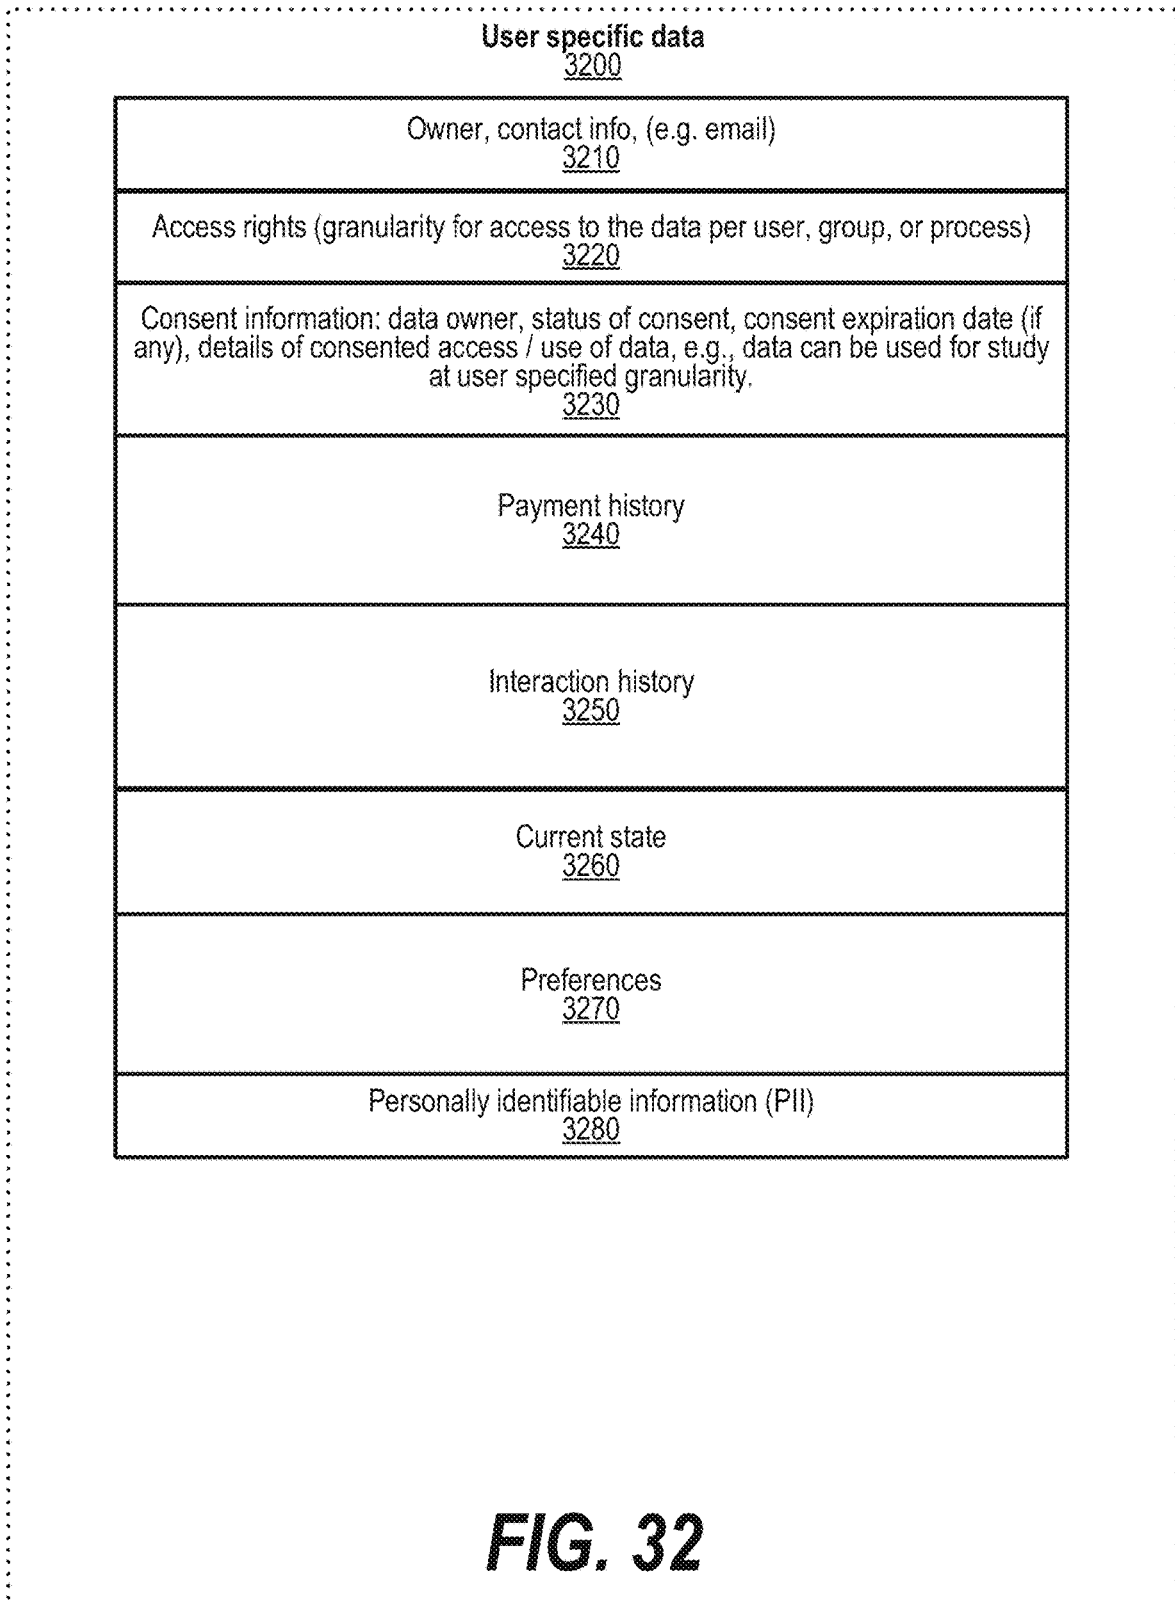 User specific data
3200
Owner, contact info, (e.g. email)
3210
Access rights (granularity for access to the data per user, group, or process)
3220
Consent information: data owner, status of consent, consent expiration date (if
any), details of consented access / use of data, e.g., data can be used for study
at user specified granularity.
3230
Payment history
3240
Interaction history
3250
Current state
3260
Preferences
3270
Personally identifiable information (PII)
3280
FIG. 32